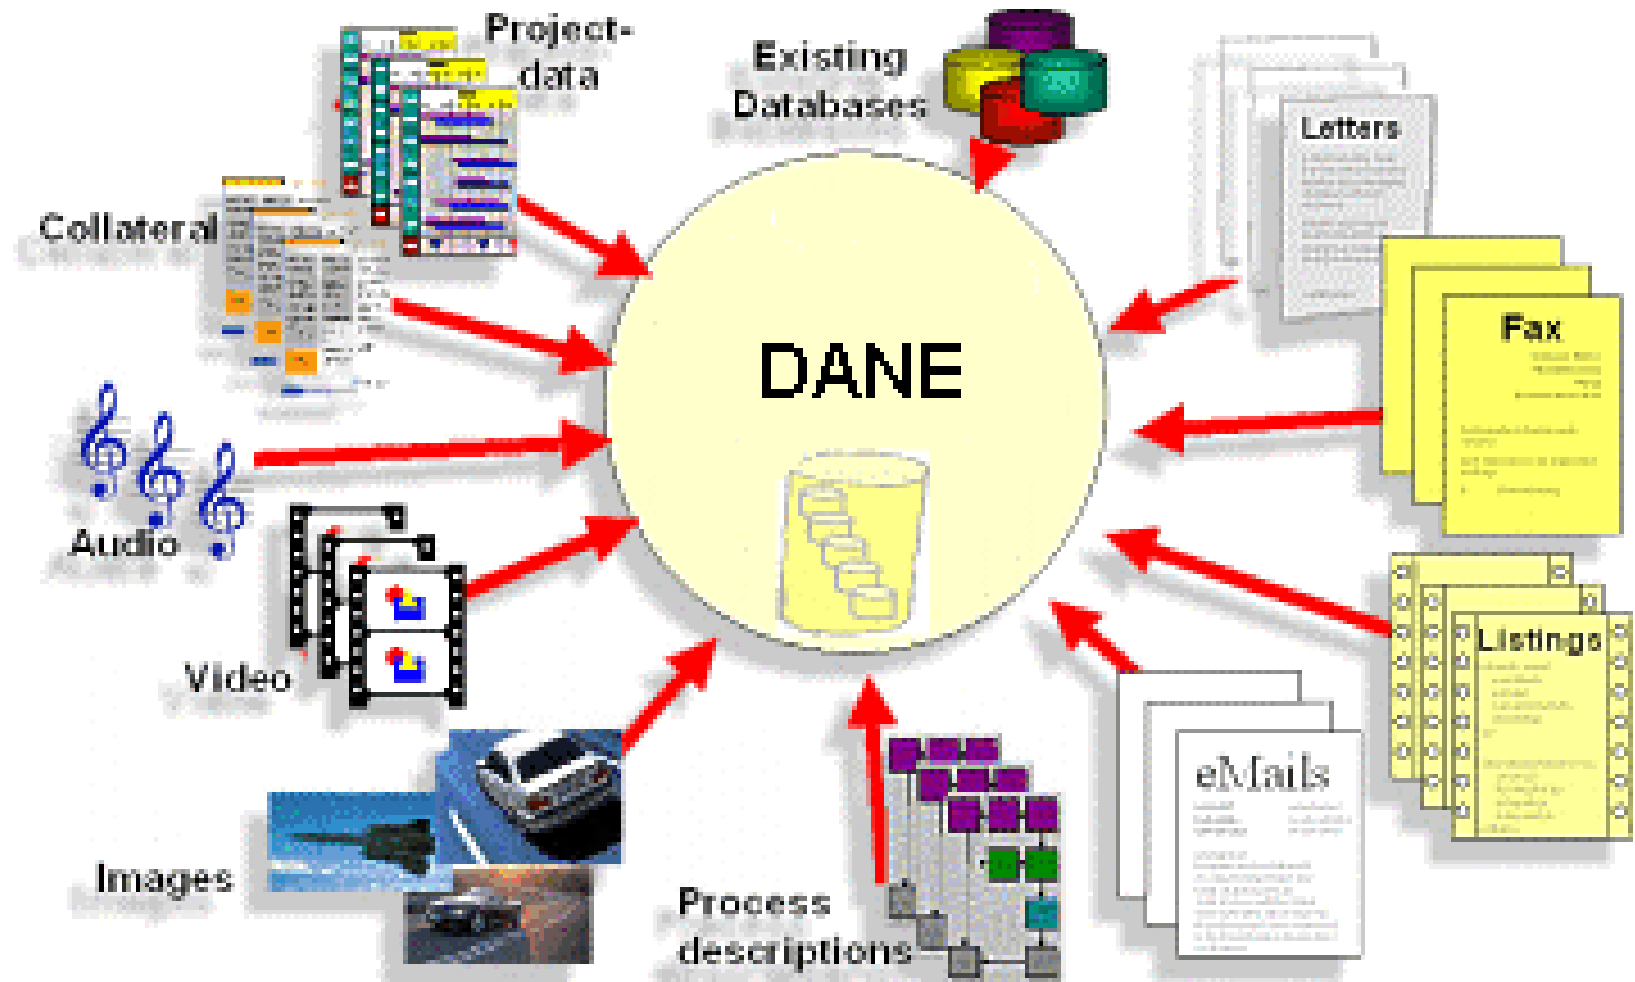 Project-
data
Existing
Databases
Letters
Collateral
Fax
DANE
Audio
Listings
Video
eMails
Images
Process
descriptions